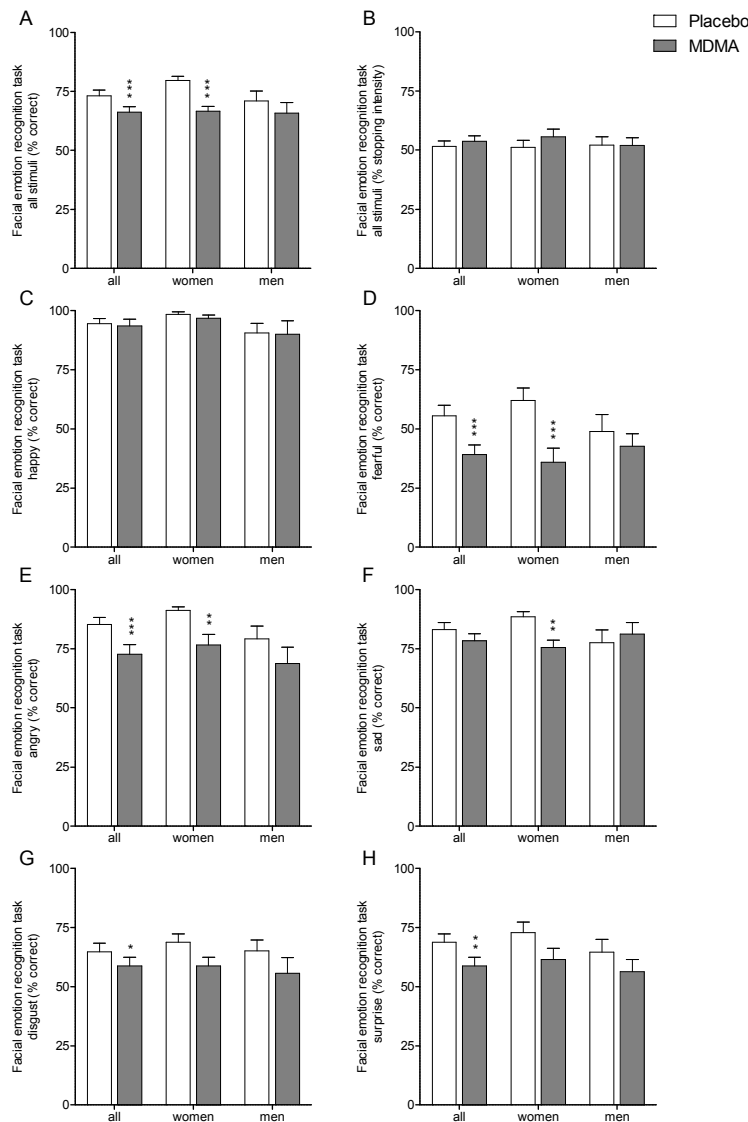 Placebo
MDMA
A
Facial emotion recognition task
all stimuli (% correct)
100
75
50
25
0
***
***
all
women
men
B
Facial emotion recognition task
all stimuli (% stopping intensity)
100
75
50
25
0
all
women
men
C
Facial emotion recognition task
happy (% correct)
100
75
50
25
0
all
women
men
D
Facial emotion recognition task
fearful (% correct)
100
75
50
25
0
***
***
all
women
men
E
Facial emotion recognition task
angry (% correct)
100
75
50
25
0
***
**
all
women
men
F
Facial emotion recognition task
sad (% correct)
100
75
50
25
0
**
all
women
men
G
Facial emotion recognition task
disgust (% correct)
100
75
50
25
0
*
all
women
men
H
Facial emotion recognition task
surprise (% correct)
100
75
50
25
0
**
all
women
men